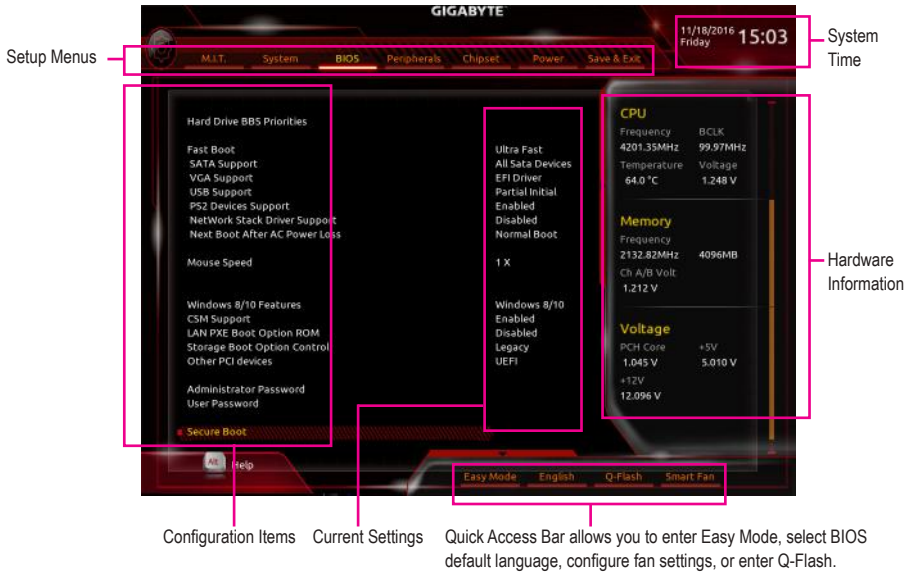 GIGABYTE
11/18/2016 15:03
Friday
System
Time
Setup Menus
M.I.T. System BIOS Peripherals Chipset Power Save & Exit
Hard Drive BBS Priorities
Fast Boot Ultra Fast
SATA Support All Sata Devices
VGA Support EFI Driver
USB Support Partial Initial
PS2 Devices Support Enabled
NetWork Stack Driver Support Disabled
Next Boot After AC Power Loss Normal Boot
Mouse Speed 1 X
Windows 8/10 Features Windows 8/10
CSM Support Enabled
LAN PXE Boot Option ROM Disabled
Storage Boot Option Control Legacy
Other PCI devices UEFI
Administrator Password
User Password
Secure Boot
CPU
Frequency BCLK
4201.35MHz 99.97MHz
Temperature Voltage
64.0 °C 1.248 V
Memory
Frequency
2132.82MHz 4096MB
Ch A/B Volt
1.212 V
Voltage
PCH Core +5V
1.045 V 5.010 V
+12V
12.096 V
Hardware
Information
Alt Help
Easy Mode English Q-Flash Smart Fan
Configuration Items
Current Settings
Quick Access Bar allows you to enter Easy Mode, select BIOS
default language, configure fan settings, or enter Q-Flash.